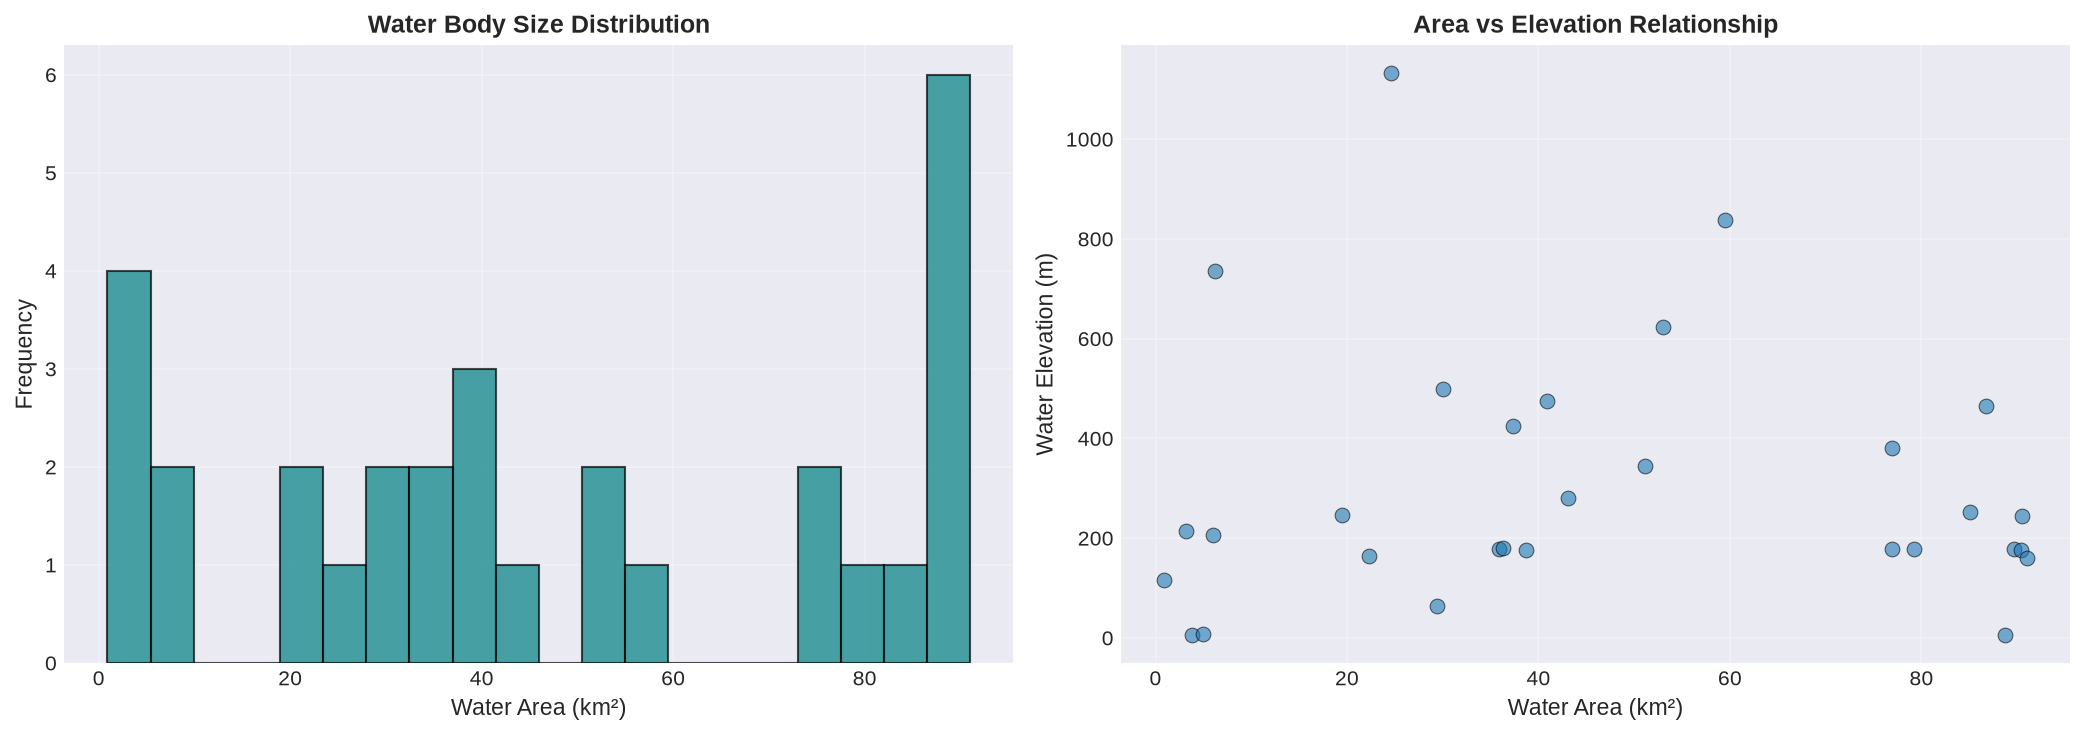 Water Body Size Distribution
6
5
4
3
2
1
0
Frequency
0 20 40 60 80
Water Area (km²)
Area vs Elevation Relationship
1000
800
600
400
200
0
Water Elevation (m)
0 20 40 60 80
Water Area (km²)